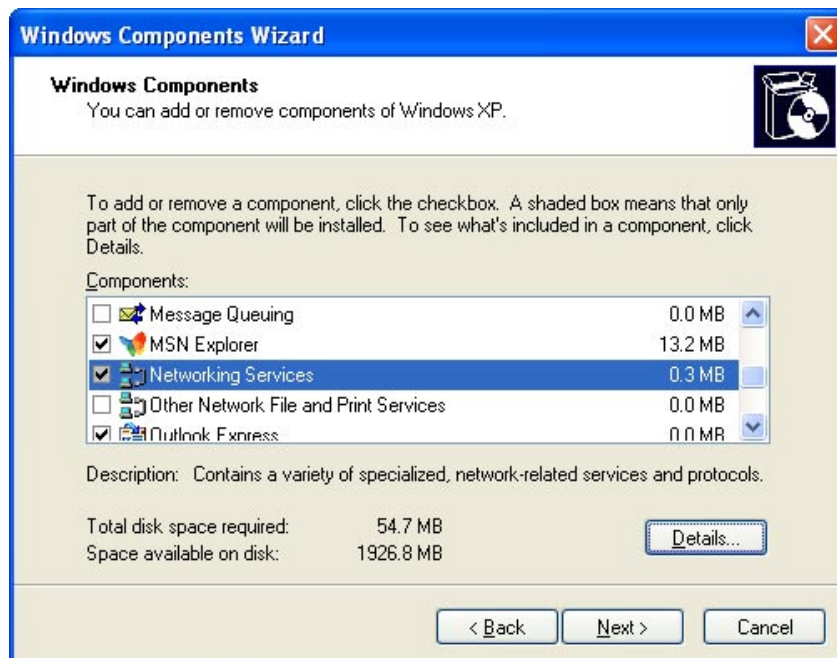 Windows Components Wizard
Windows Components
You can add or remove components of Windows XP.
To add or remove a component, click the checkbox. A shaded box means that only
part of the component will be installed. To see what's included in a component, click
Details.
Components:
Message Queuing 0.0 MB
MSN Explorer 13.2 MB
Networking Services 0.3 MB
Other Network File and Print Services 0.0 MB
Outlook Express 0.0 MB
Description: Contains a variety of specialized, network-related services and protocols.
Total disk space required: 54.7 MB
Space available on disk: 1926.8 MB
Details...
< Back Next > Cancel